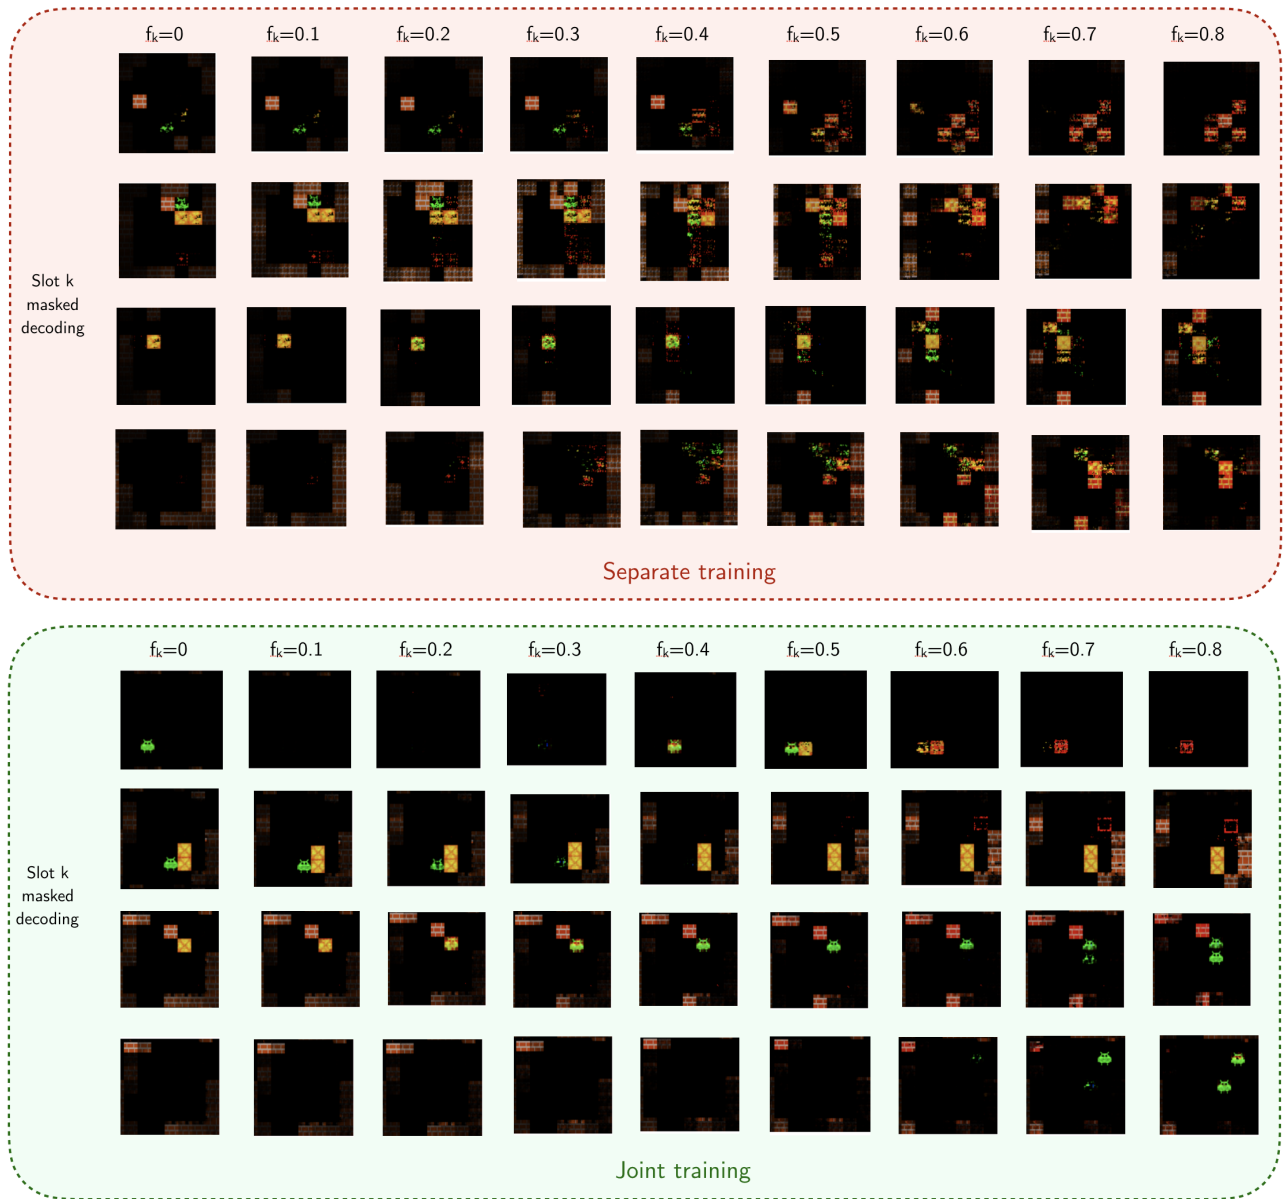 fk=0 fk=0.1 fk=0.2 fk=0.3 fk=0.4 fk=0.5 fk=0.6 fk=0.7 fk=0.8
Slot k
masked
decoding
Separate training
fk=0 fk=0.1 fk=0.2 fk=0.3 fk=0.4 fk=0.5 fk=0.6 fk=0.7 fk=0.8
Slot k
masked
decoding
Joint training